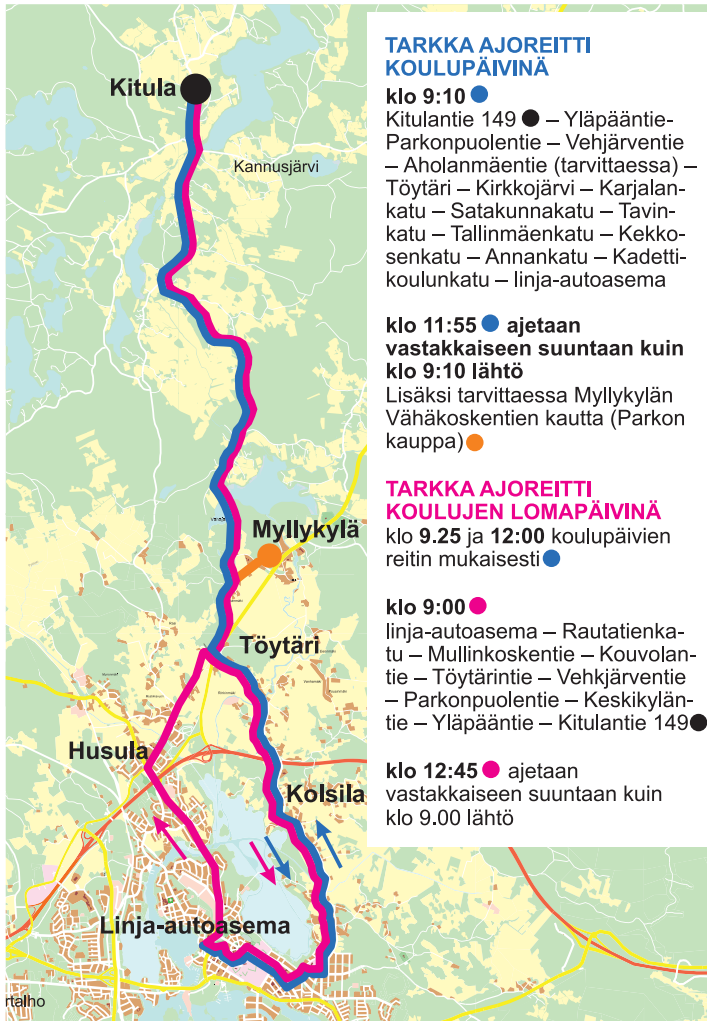 TARKKA AJOREITTI
KOULUPÄIVINÄ
klo 9:10
Kitulantie 149 – Yläpääntie-
Parkonpuolentie – Vehjärventie
– Aholanmäentie (tarvittaessa) –
Töytäri – Kirkkojärvi – Karjalan-
katu – Satakunnakatu – Tavin-
katu – Tallinmäenkatu – Kekko-
senkatu – Annankatu – Kadetti-
koulunkatu – linja-autoasema
klo 11:55 ajetaan
vastakkaiseen suuntaan kuin
klo 9:10 lähtö
Lisäksi tarvittaessa Myllykylän
Vähäkoskentien kautta (Parkon
kauppa)
TARKKA AJOREITTI
KOULUJEN LOMAPÄIVINÄ
klo 9.25 ja 12:00 koulupäivien
reitin mukaisesti
klo 9:00
linja-autoasema – Rautatienka-
tu – Mullinkoskentie – Kouvolan-
tie – Töytärintie – Vehkjärventie
– Parkonpuolentie – Keskikylän-
tie – Yläpääntie – Kitulantie 149
klo 12:45 ajetaan
vastakkaiseen suuntaan kuin
klo 9.00 lähtö
Kitula
Kannusjärvi
Myllykylä
Töytäri
Husula
Kolsila
Linja-autoasema
rtalho